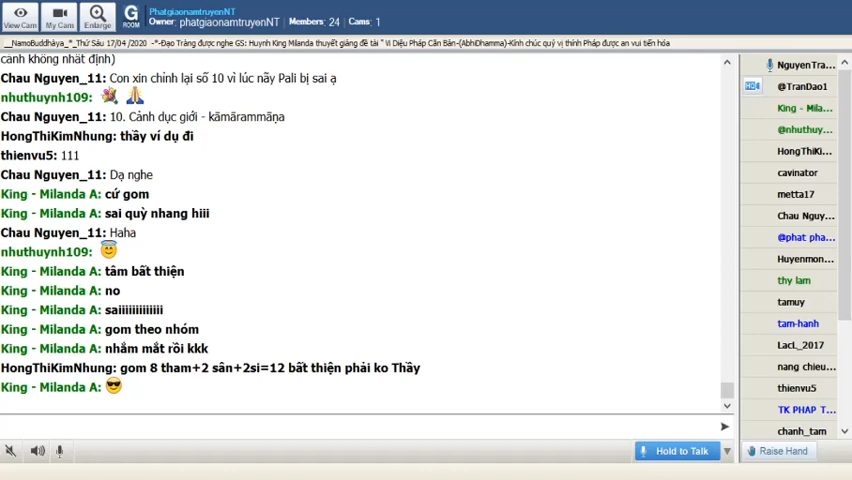 PhatgiaonamtruyenNT
Owner: phatgiaonamtruyenNT Members: 24 Cams: 1
View Cam
My Cam
Enlarge
G
ROOM
__NamoBuddhàya_*_Thứ Sáu 17/04 /2020 -*-Đạo Tràng được nghe GS: Huynh King Milanda thuyết giảng đề tài " Vi Diệu Pháp Căn Bản-(AbhiDhamma)-Kính chúc quý vị thính Pháp được an vui tiến hóa
cảnh không nhất định)
Chau Nguyen_11: Con xin chỉnh lại số 10 vì lúc nãy Pali bị sai ạ
nhuthuynh109:
Chau Nguyen_11: 10. Cảnh dục giới - kāmārammāṇa
HongThiKimNhung: thầy ví dụ đi
thienvu5: 111
Chau Nguyen_11: Dạ nghe
King - Milanda A: cứ gom
King - Milanda A: sai quỳ nhang hiii
Chau Nguyen_11: Haha
nhuthuynh109:
King - Milanda A: tâm bất thiện
King - Milanda A: no
King - Milanda A: saiiiiiiiiiiiii
King - Milanda A: gom theo nhóm
King - Milanda A: nhắm mắt rồi kkk
HongThiKimNhung: gom 8 tham+2 sân+2si=12 bất thiện phải ko Thầy
King - Milanda A:
NguyenTra...
@TranDao1
King - Mila...
@nhuthuy...
HongThiKi...
cavinator
metta17
Chau Nguy...
@phat pha...
Huyenmon...
thy lam
tamuy
tam-hanh
LacL_2017
nang chieu...
thienvu5
TK PHAP T...
chanh_tam
Hold to Talk
Raise Hand